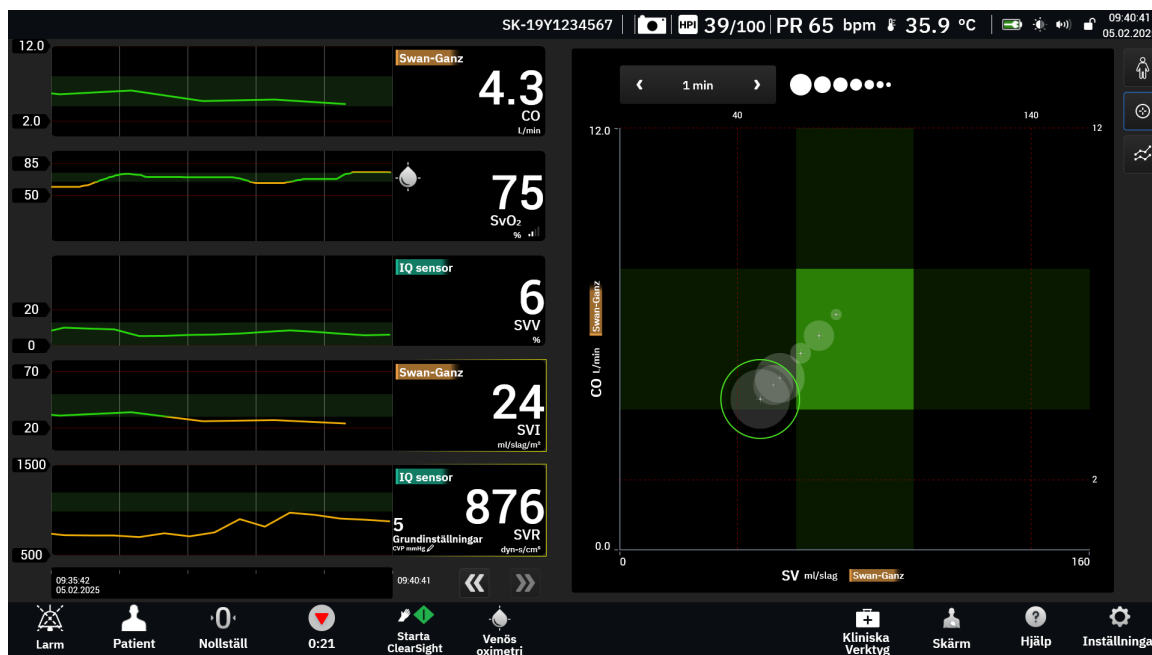 SK-19Y1234567
HPI 39/100 PR 65 bpm 35.9 °C
09:40:41
05.02.202
12.0
2.0
Swan-Ganz
4.3
CO
L/min
85
50
75
SvO₂
%
20
0
IQ sensor
6
SVV
%
70
20
Swan-Ganz
24
SVI
ml/slag/m²
1500
500
IQ sensor
876
SVR
dyn-s/cm⁵
5
Grundinställningar
CVP mmHg
09:35:42
05.02.2025
09:40:41
1 min
40
140
12.0
12
CO L/min Swan-Ganz
2
0.0
0
160
SV ml/slag Swan-Ganz
Larm
Patient
0
Nollställ
0:21
Starta
ClearSight
Venös
oximetri
Kliniska
Verktyg
Skärm
?
Hjälp
Inställninga